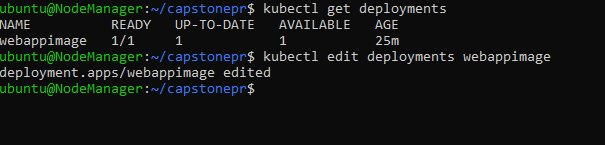 ubuntu@NodeManager:~/capstonepr$ kubectl get deployments
NAME READY UP-TO-DATE AVAILABLE AGE
webappimage 1/1 1 1 25m
ubuntu@NodeManager:~/capstonepr$ kubectl edit deployments webappimage
deployment.apps/webappimage edited
ubuntu@NodeManager:~/capstonepr$